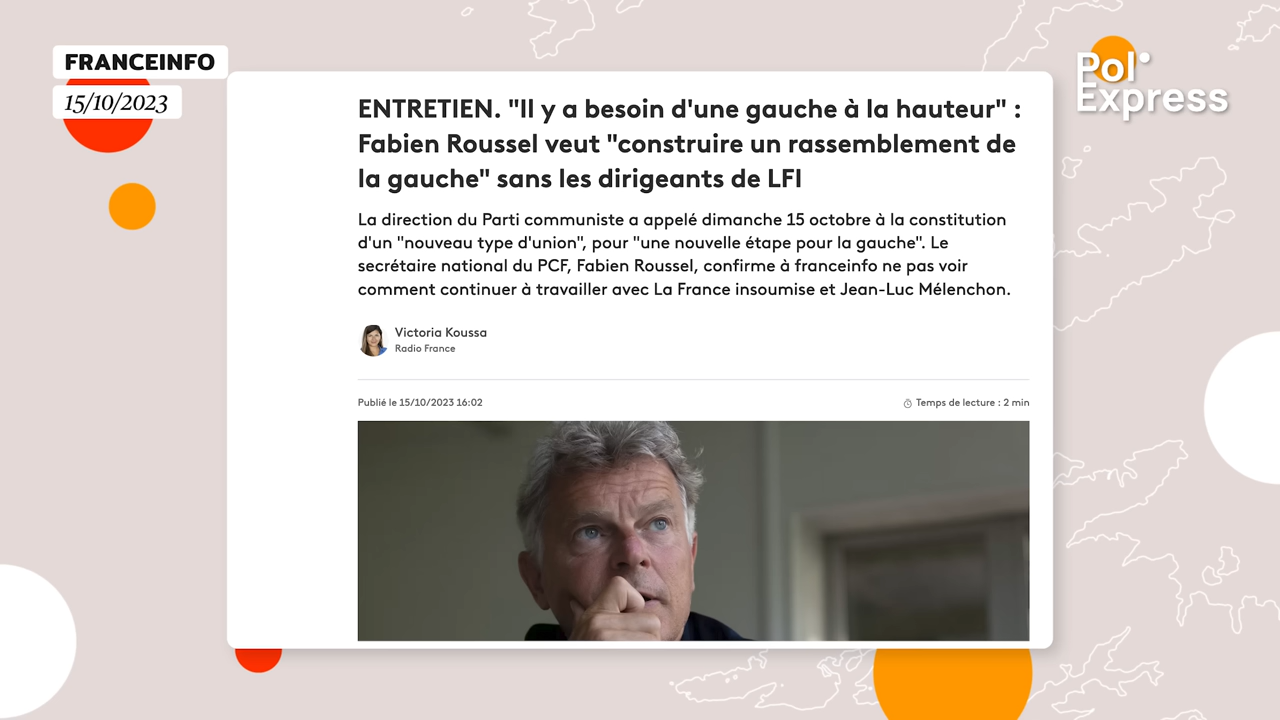 FRANCEINFO
15/10/2023
Pol'
Express
ENTRETIEN. "Il y a besoin d'une gauche à la hauteur" :
Fabien Roussel veut "construire un rassemblement de
la gauche" sans les dirigeants de LFI
La direction du Parti communiste a appelé dimanche 15 octobre à la constitution
d'un "nouveau type d'union", pour "une nouvelle étape pour la gauche". Le
secrétaire national du PCF, Fabien Roussel, confirme à franceinfo ne pas voir
comment continuer à travailler avec La France insoumise et Jean-Luc Mélenchon.
Victoria Koussa
Radio France
Publié le 15/10/2023 16:02
Temps de lecture : 2 min